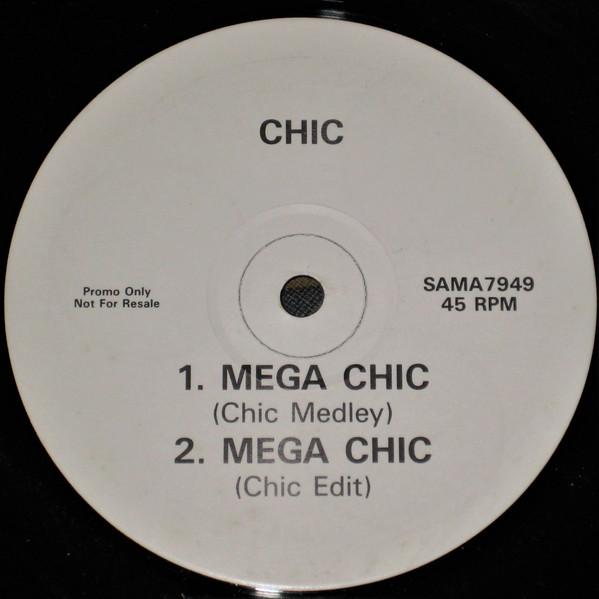 CHIC
Promo Only
Not For Resale
SAMA7949
45 RPM
1. MEGA CHIC
(Chic Medley)
2. MEGA CHIC
(Chic Edit)